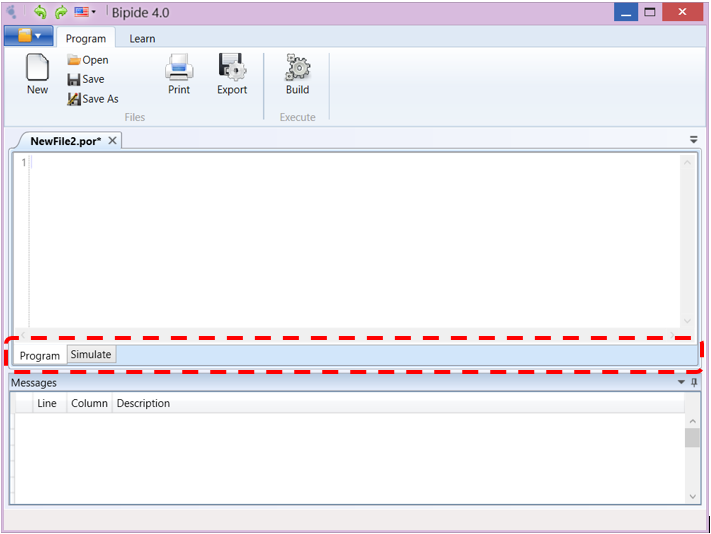 Bipide 4.0
Program Learn
New
Open
Save
Save As
Print
Export
Build
Files
Execute
NewFile2.por*
1
Program Simulate
Messages
Line Column Description